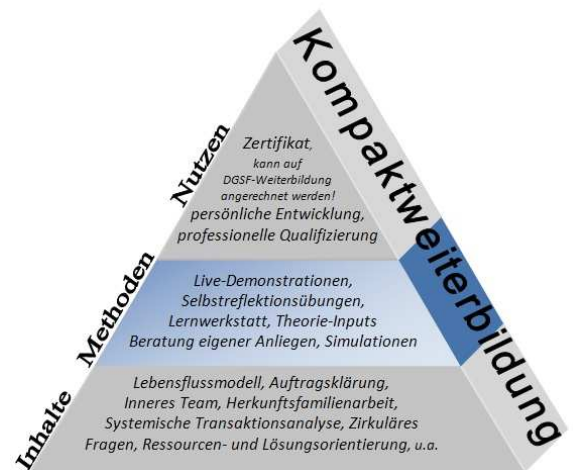 Kompaktweiterbildung
Nutzen
Zertifikat,
kann auf
DGSF-Weiterbildung
angerechnet werden!
persönliche Entwicklung,
professionelle Qualifizierung
Methoden
Live-Demonstrationen,
Selbstreflektionsübungen,
Lernwerkstatt, Theorie-Inputs
Beratung eigener Anliegen, Simulationen
Inhalte
Lebensflussmodell, Auftragsklärung,
Inneres Team, Herkunftsfamilienarbeit,
Systemische Transaktionsanalyse, Zirkuläres
Fragen, Ressourcen- und Lösungsorientierung, u.a.